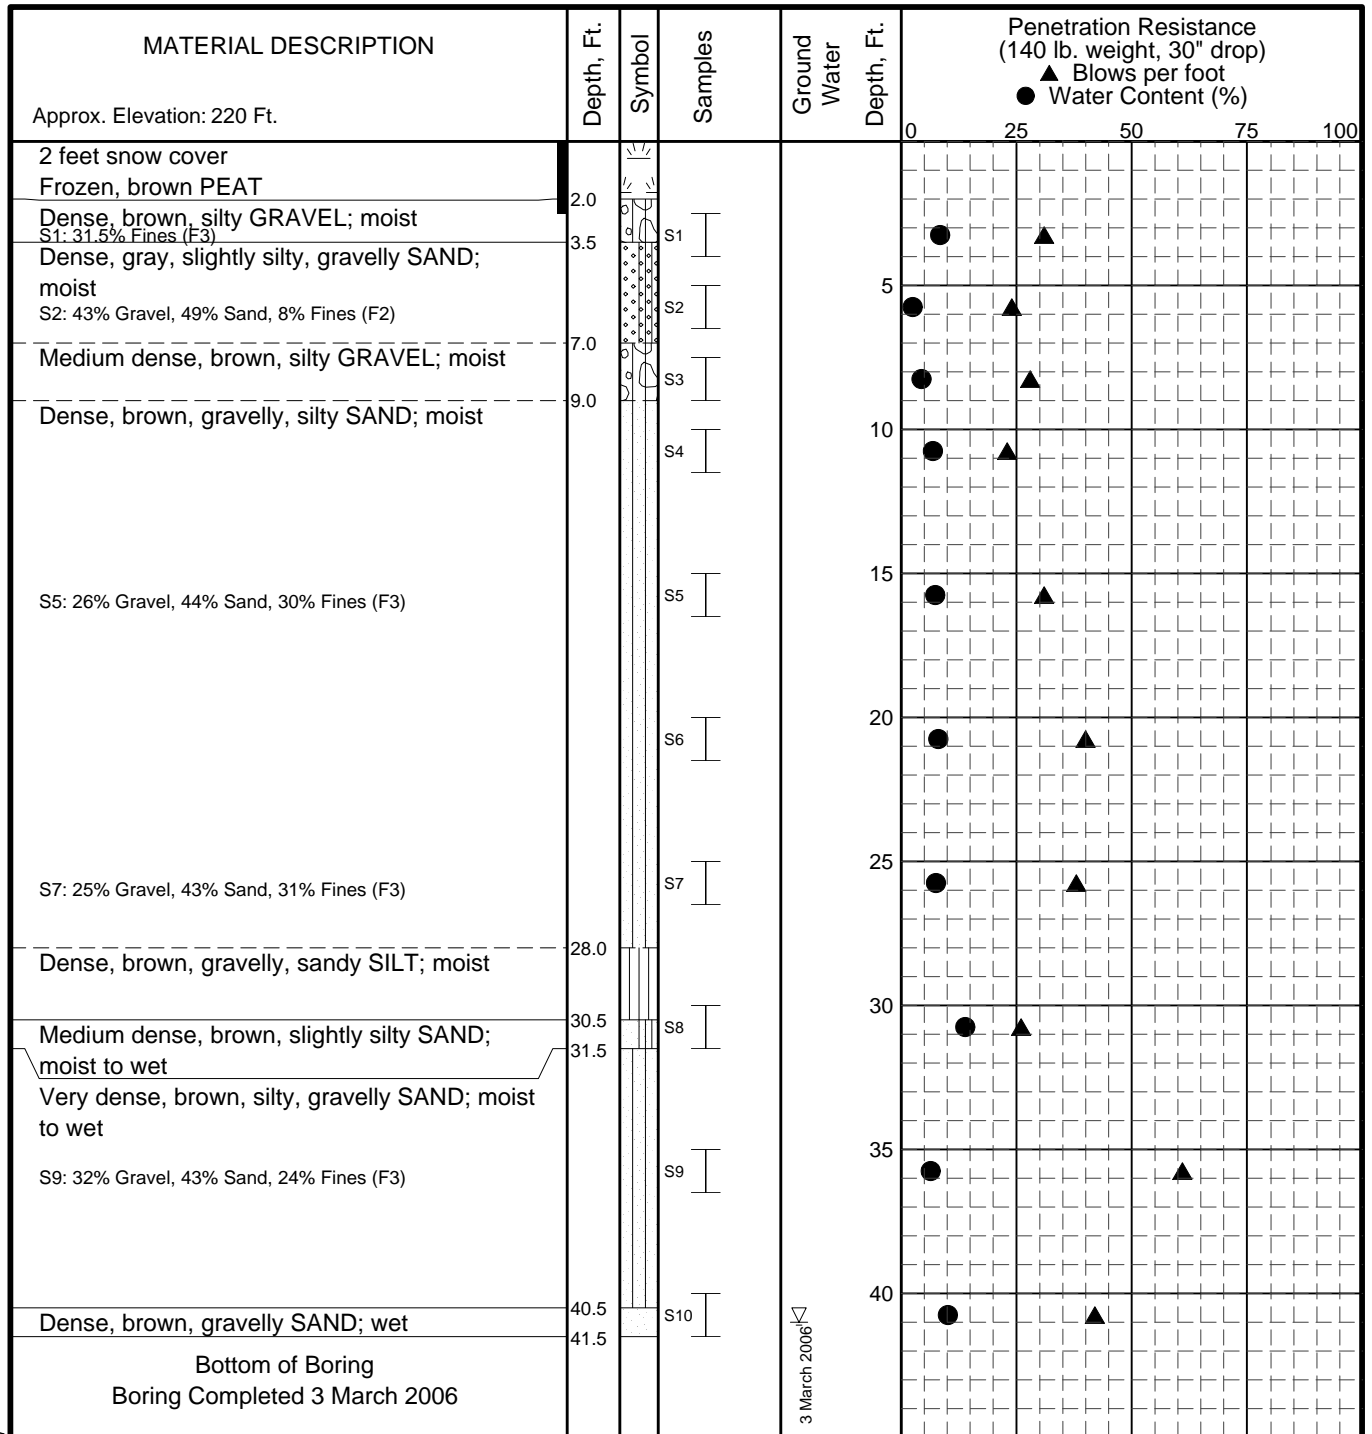 MATERIAL DESCRIPTION
Approx. Elevation: 220 Ft.
Depth, Ft.
Symbol
Samples
Ground
Water
Depth, Ft.
Penetration Resistance
(140 lb. weight, 30" drop)
▲ Blows per foot
● Water Content (%)
0 25 50 75 100
2 feet snow cover
Frozen, brown PEAT
2.0
Dense, brown, silty GRAVEL; moist
S1: 31.5% Fines (F3)
S1
3.5
Dense, gray, slightly silty, gravelly SAND;
moist
5
S2: 43% Gravel, 49% Sand, 8% Fines (F2)
S2
7.0
Medium dense, brown, silty GRAVEL; moist
S3
9.0
Dense, brown, gravelly, silty SAND; moist
10
S4
15
S5: 26% Gravel, 44% Sand, 30% Fines (F3)
S5
20
S6
25
S7: 25% Gravel, 43% Sand, 31% Fines (F3)
S7
28.0
Dense, brown, gravelly, sandy SILT; moist
30
30.5
S8
Medium dense, brown, slightly silty SAND;
moist to wet
31.5
Very dense, brown, silty, gravelly SAND; moist
to wet
35
S9: 32% Gravel, 43% Sand, 24% Fines (F3)
S9
40
40.5
S10
Dense, brown, gravelly SAND; wet
41.5
Bottom of Boring
Boring Completed 3 March 2006
3 March 2006